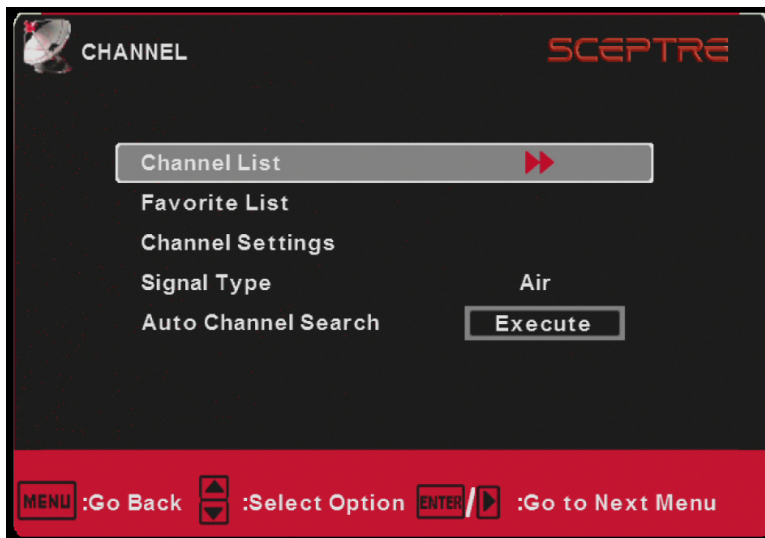 CHANNEL
SCEPTRE
Channel List
Favorite List
Channel Settings
Signal Type Air
Auto Channel Search Execute
MENU :Go Back :Select Option ENTER/ :Go to Next Menu